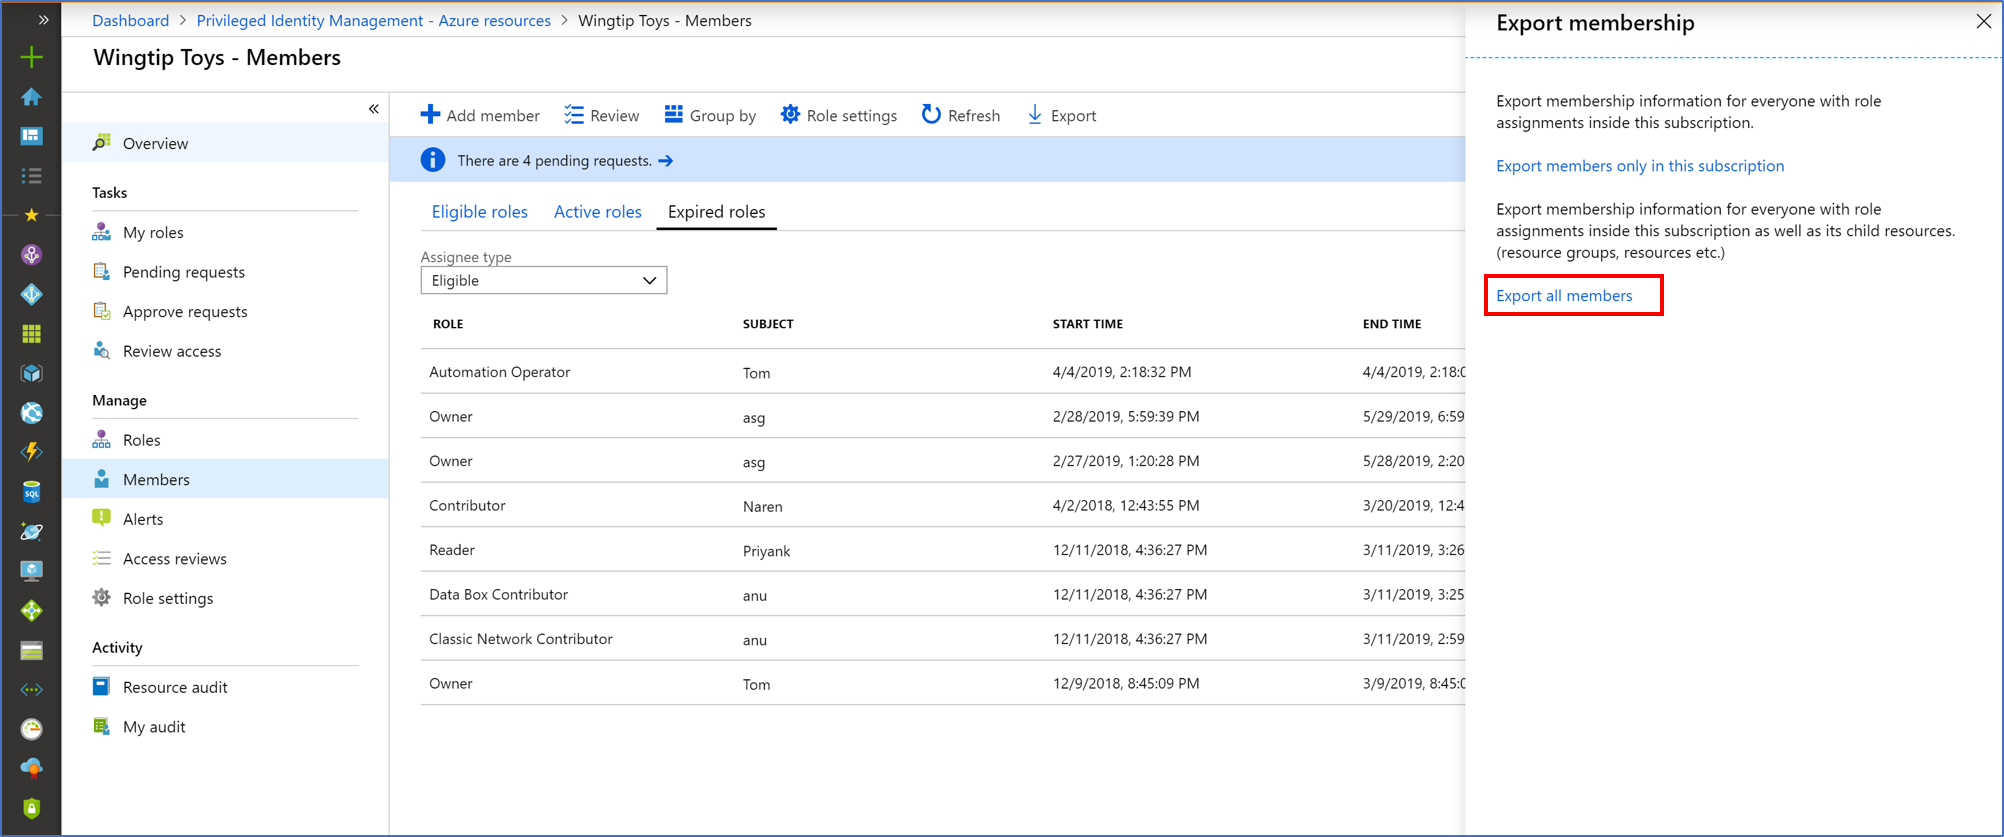 Dashboard > Privileged Identity Management - Azure resources > Wingtip Toys - Members
Wingtip Toys - Members
Overview
Tasks
My roles
Pending requests
Approve requests
Review access
Manage
Roles
Members
Alerts
Access reviews
Role settings
Activity
Resource audit
My audit
Add member Review Group by Role settings Refresh Export
There are 4 pending requests. →
Eligible roles Active roles Expired roles
Assignee type
Eligible
ROLE SUBJECT START TIME END TIME
Automation Operator Tom 4/4/2019, 2:18:32 PM 4/4/2019, 2:18:0
Owner asg 2/28/2019, 5:59:39 PM 5/29/2019, 6:59
Owner asg 2/27/2019, 1:20:28 PM 5/28/2019, 2:20
Contributor Naren 4/2/2018, 12:43:55 PM 3/20/2019, 12:4
Reader Priyank 12/11/2018, 4:36:27 PM 3/11/2019, 3:26
Data Box Contributor anu 12/11/2018, 4:36:27 PM 3/11/2019, 3:25
Classic Network Contributor anu 12/11/2018, 4:36:27 PM 3/11/2019, 2:59
Owner Tom 12/9/2018, 8:45:09 PM 3/9/2019, 8:45:0
Export membership
Export membership information for everyone with role
assignments inside this subscription.
Export members only in this subscription
Export membership information for everyone with role
assignments inside this subscription as well as its child resources.
(resource groups, resources etc.)
Export all members
SQL